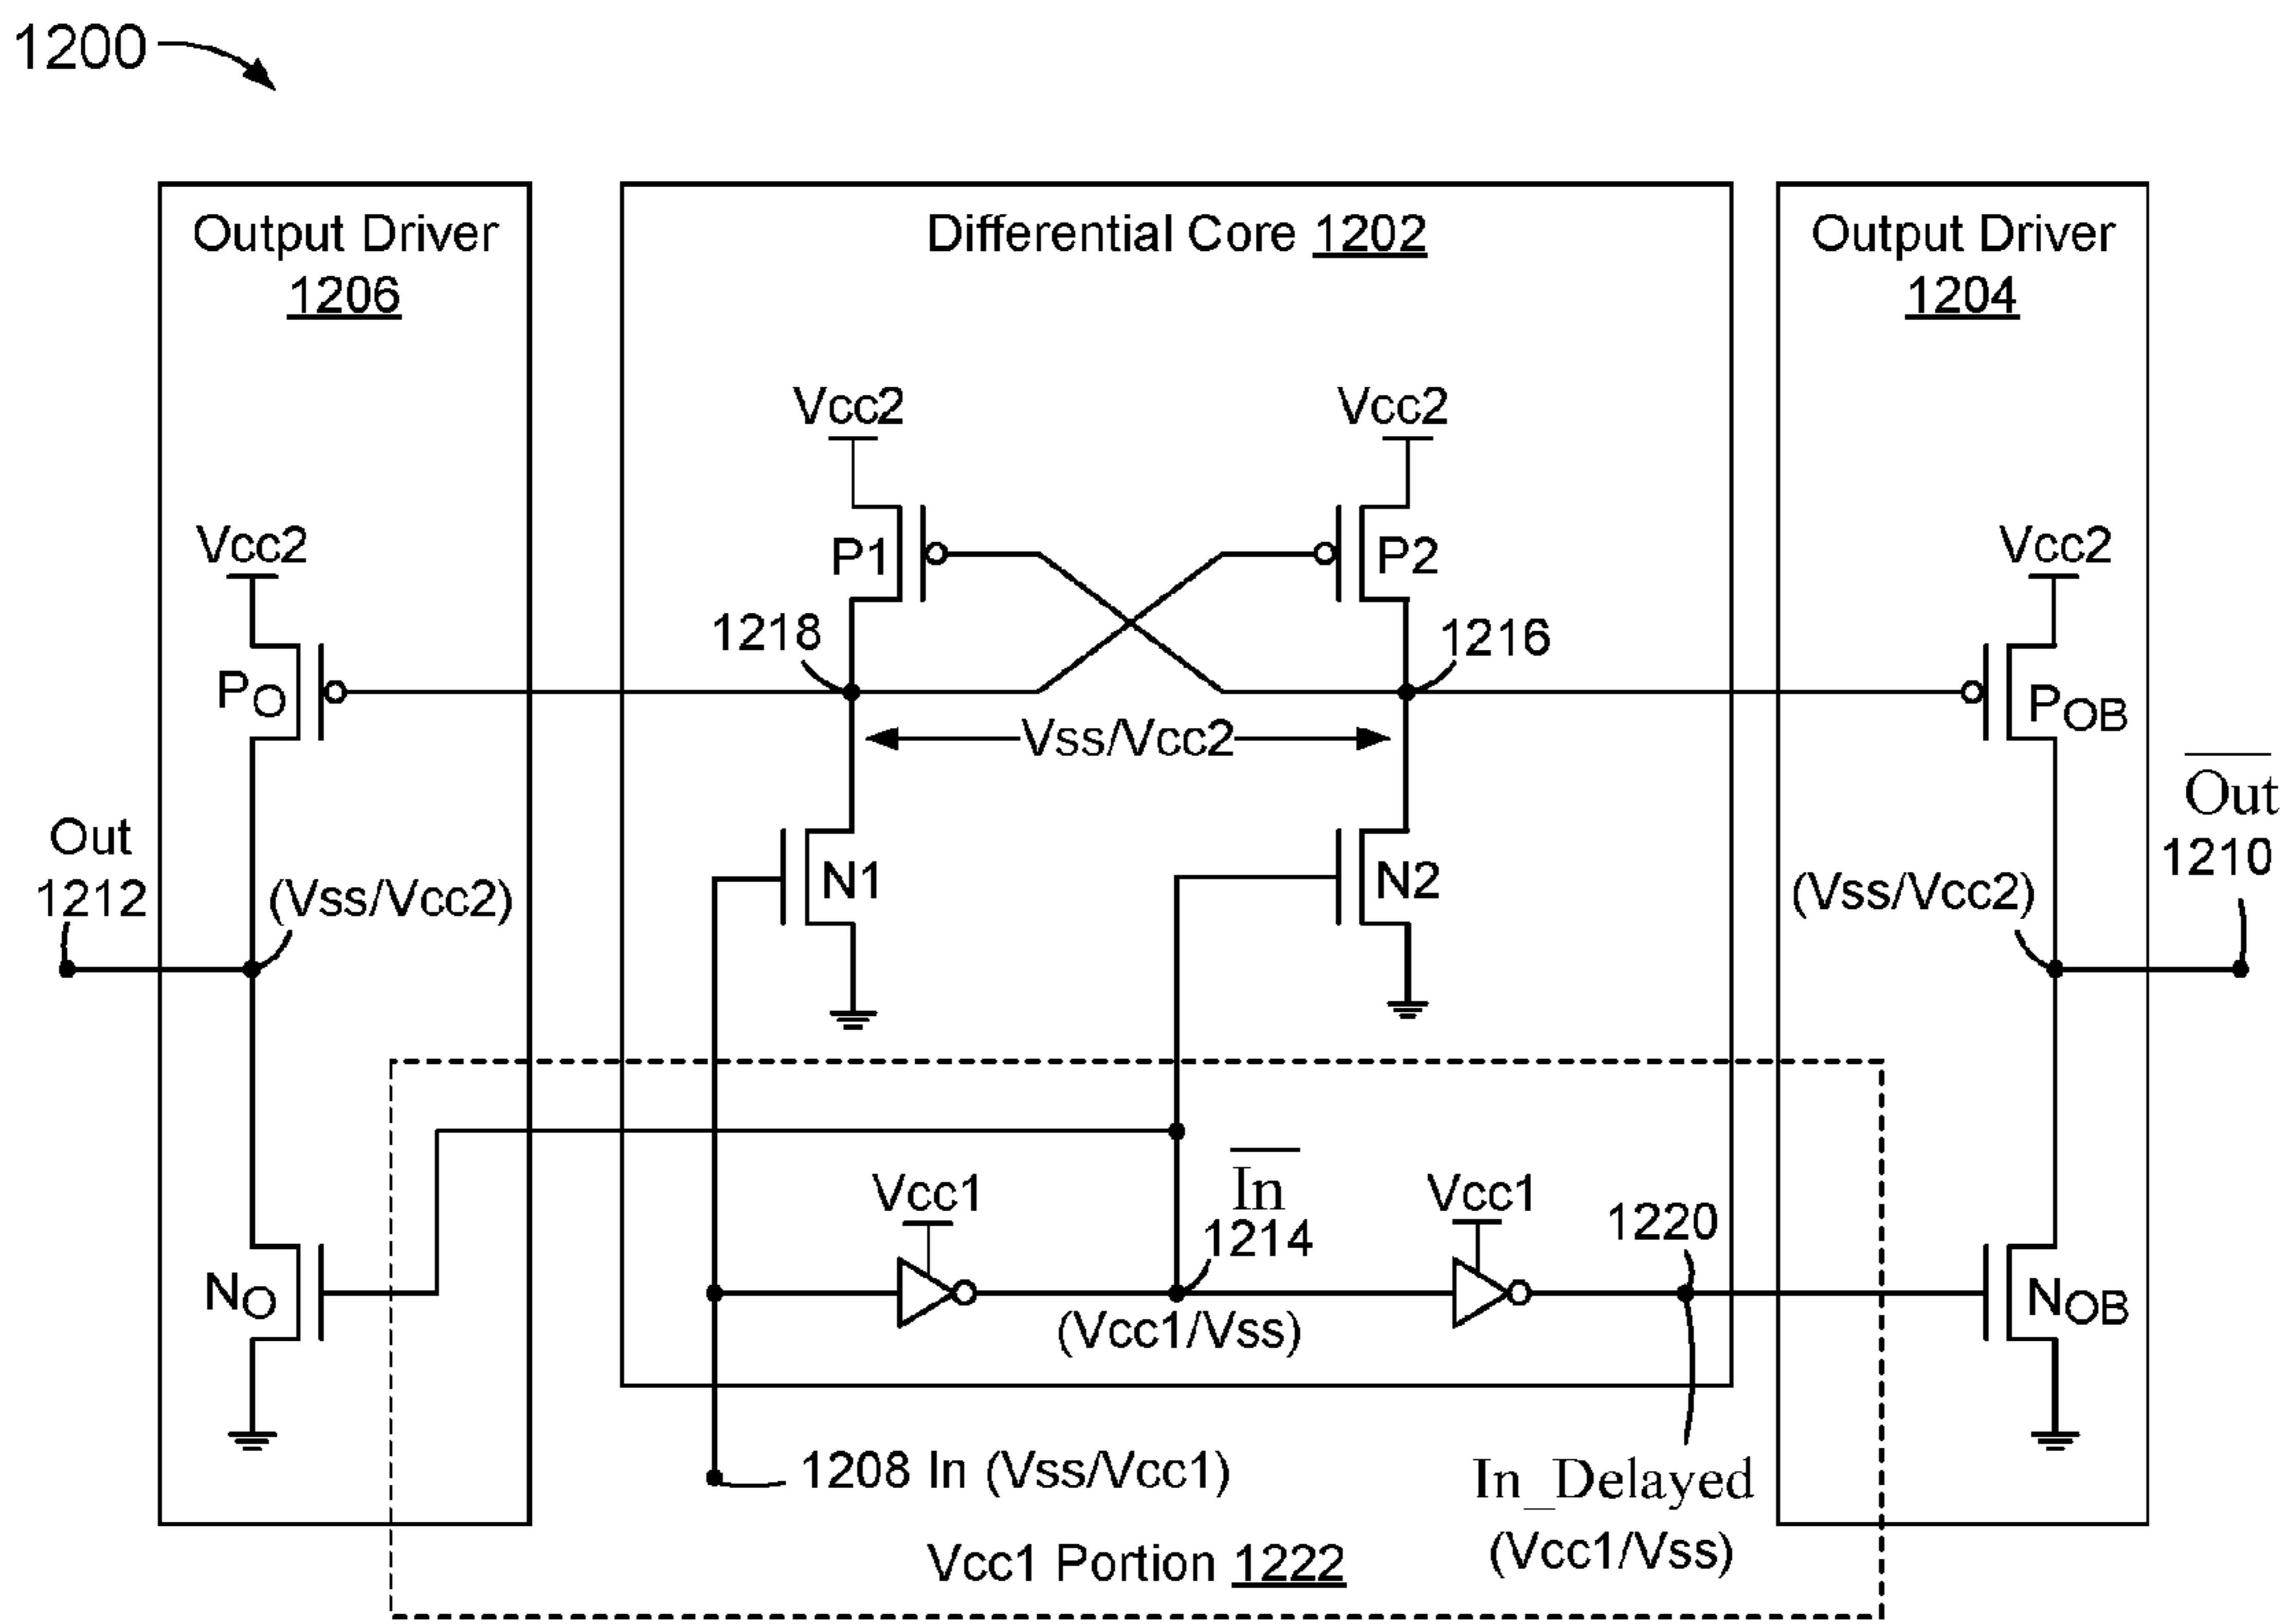 1200
Output Driver
1206
Differential Core 1202
Output Driver
1204
Vcc2
Vcc2
Vcc2
P1
P2
Vcc2
1218
1216
PO
POB
Vss/Vcc2
Out
1212
(Vss/Vcc2)
N1
N2
(Vss/Vcc2)
Out
1210
Vcc1
In
1214
Vcc1
1220
NO
(Vcc1/Vss)
NOB
1208 In (Vss/Vcc1)
In_Delayed
(Vcc1/Vss)
Vcc1 Portion 1222